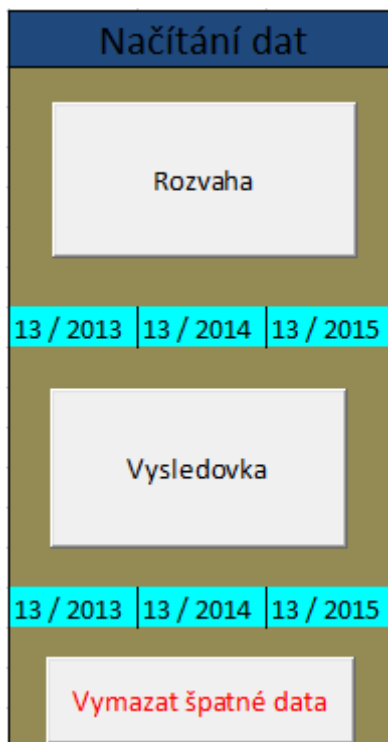 Načítání dat
Rozvaha
13 / 2013 13 / 2014 13 / 2015
Vysledovka
13 / 2013 13 / 2014 13 / 2015
Vymazat špatné data